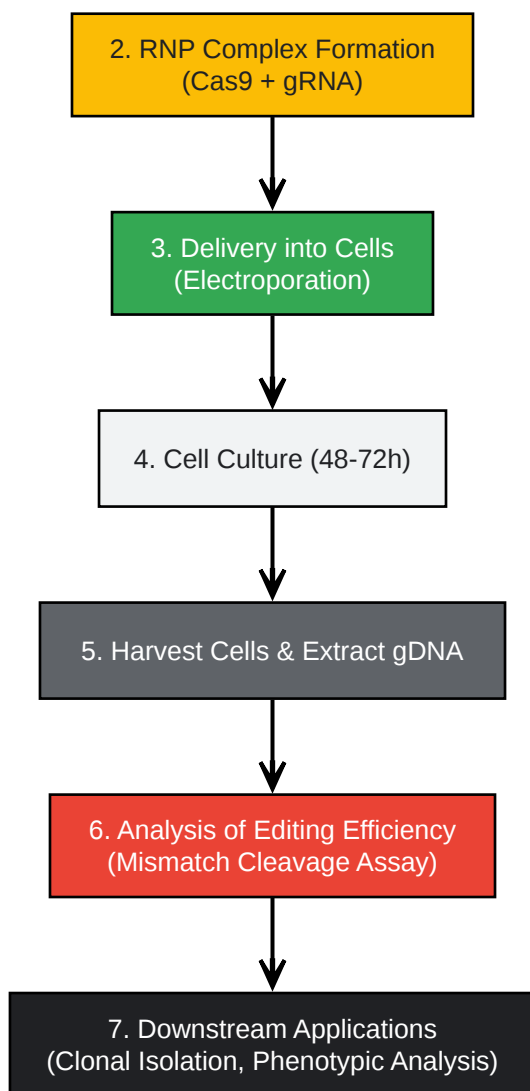 2. RNP Complex Formation
(Cas9 + gRNA)
3. Delivery into Cells
(Electroporation)
4. Cell Culture (48-72h)
5. Harvest Cells & Extract gDNA
6. Analysis of Editing Efficiency
(Mismatch Cleavage Assay)
7. Downstream Applications
(Clonal Isolation, Phenotypic Analysis)